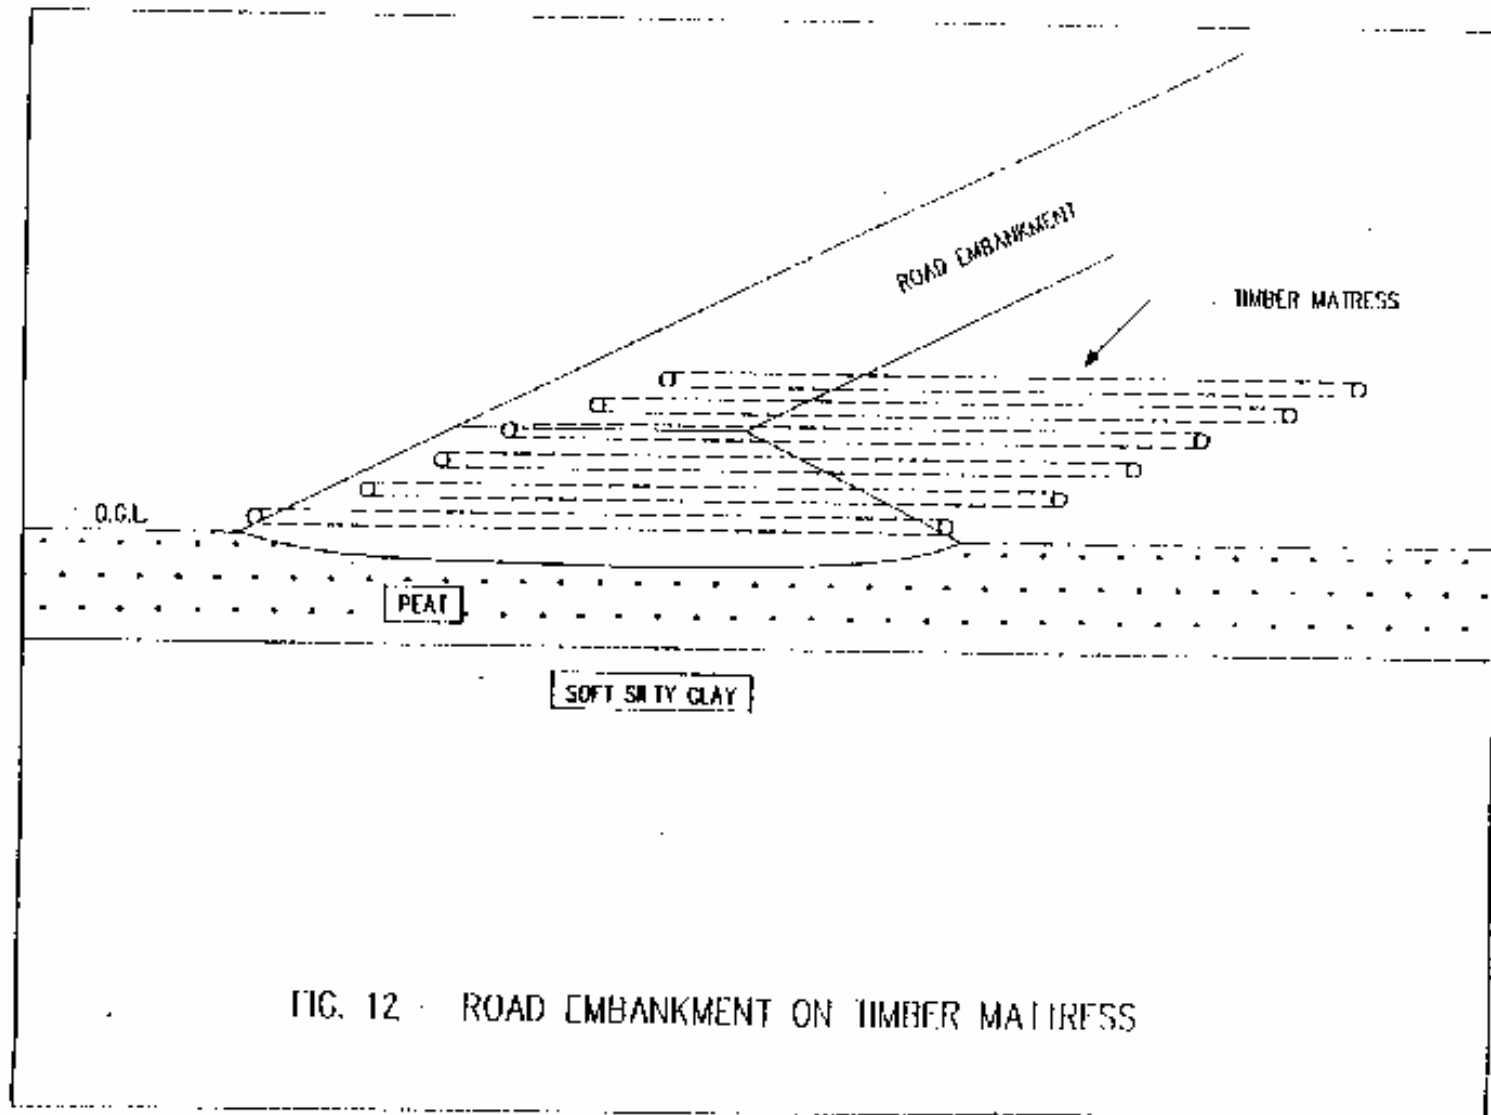 ROAD EMBANKMENT
TIMBER MATRESS
O.G.L.
PEAT
SOFT SILTY CLAY
FIG. 12 - ROAD EMBANKMENT ON TIMBER MATTRESS